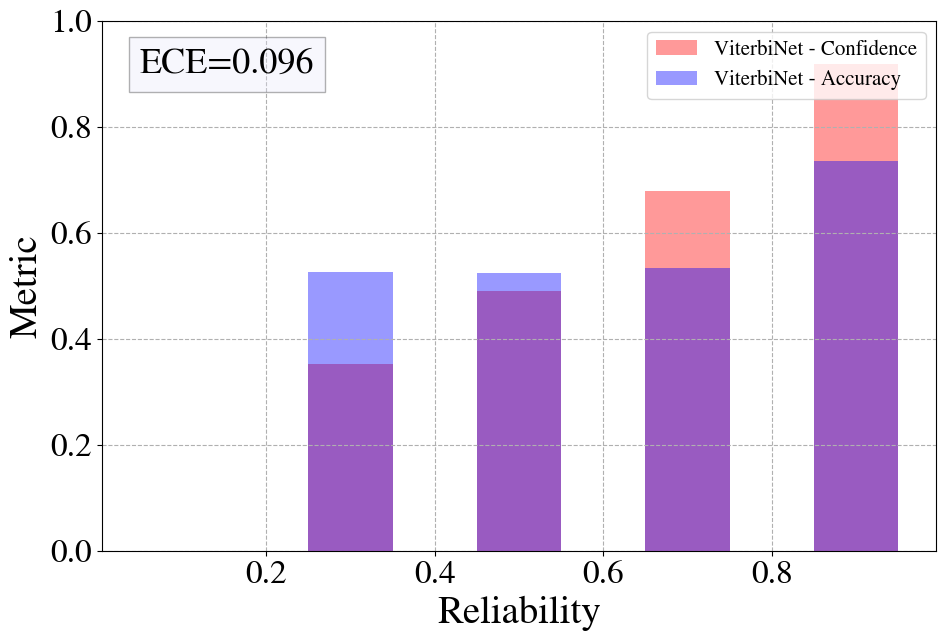 ECE=0.096
ViterbiNet - Confidence
ViterbiNet - Accuracy
Metric
1.0
0.8
0.6
0.4
0.2
0.0
0.2 0.4 0.6 0.8
Reliability